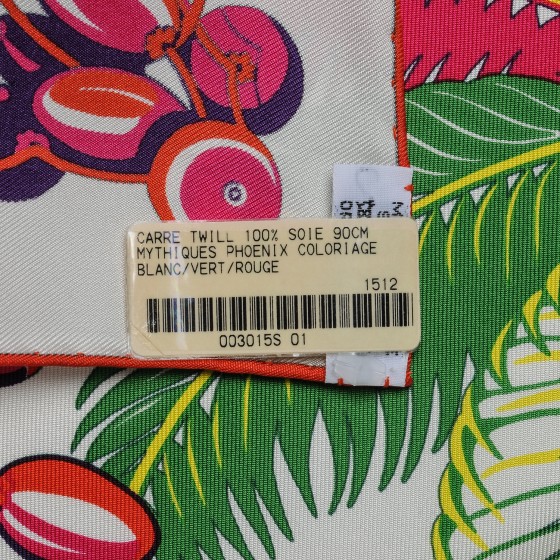 CARRE TWILL 100% SOIE 90CM
MYTHIQUES PHOENIX COLORIAGE
BLANC/VERT/ROUGE
1512
003015S 01